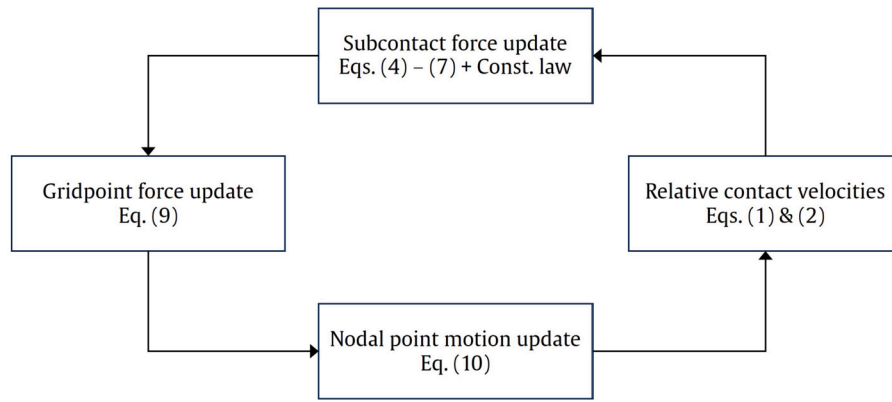 Subcontact force update
Eqs. (4) – (7) + Const. law
Gridpoint force update
Eq. (9)
Relative contact velocities
Eqs. (1) & (2)
Nodal point motion update
Eq. (10)